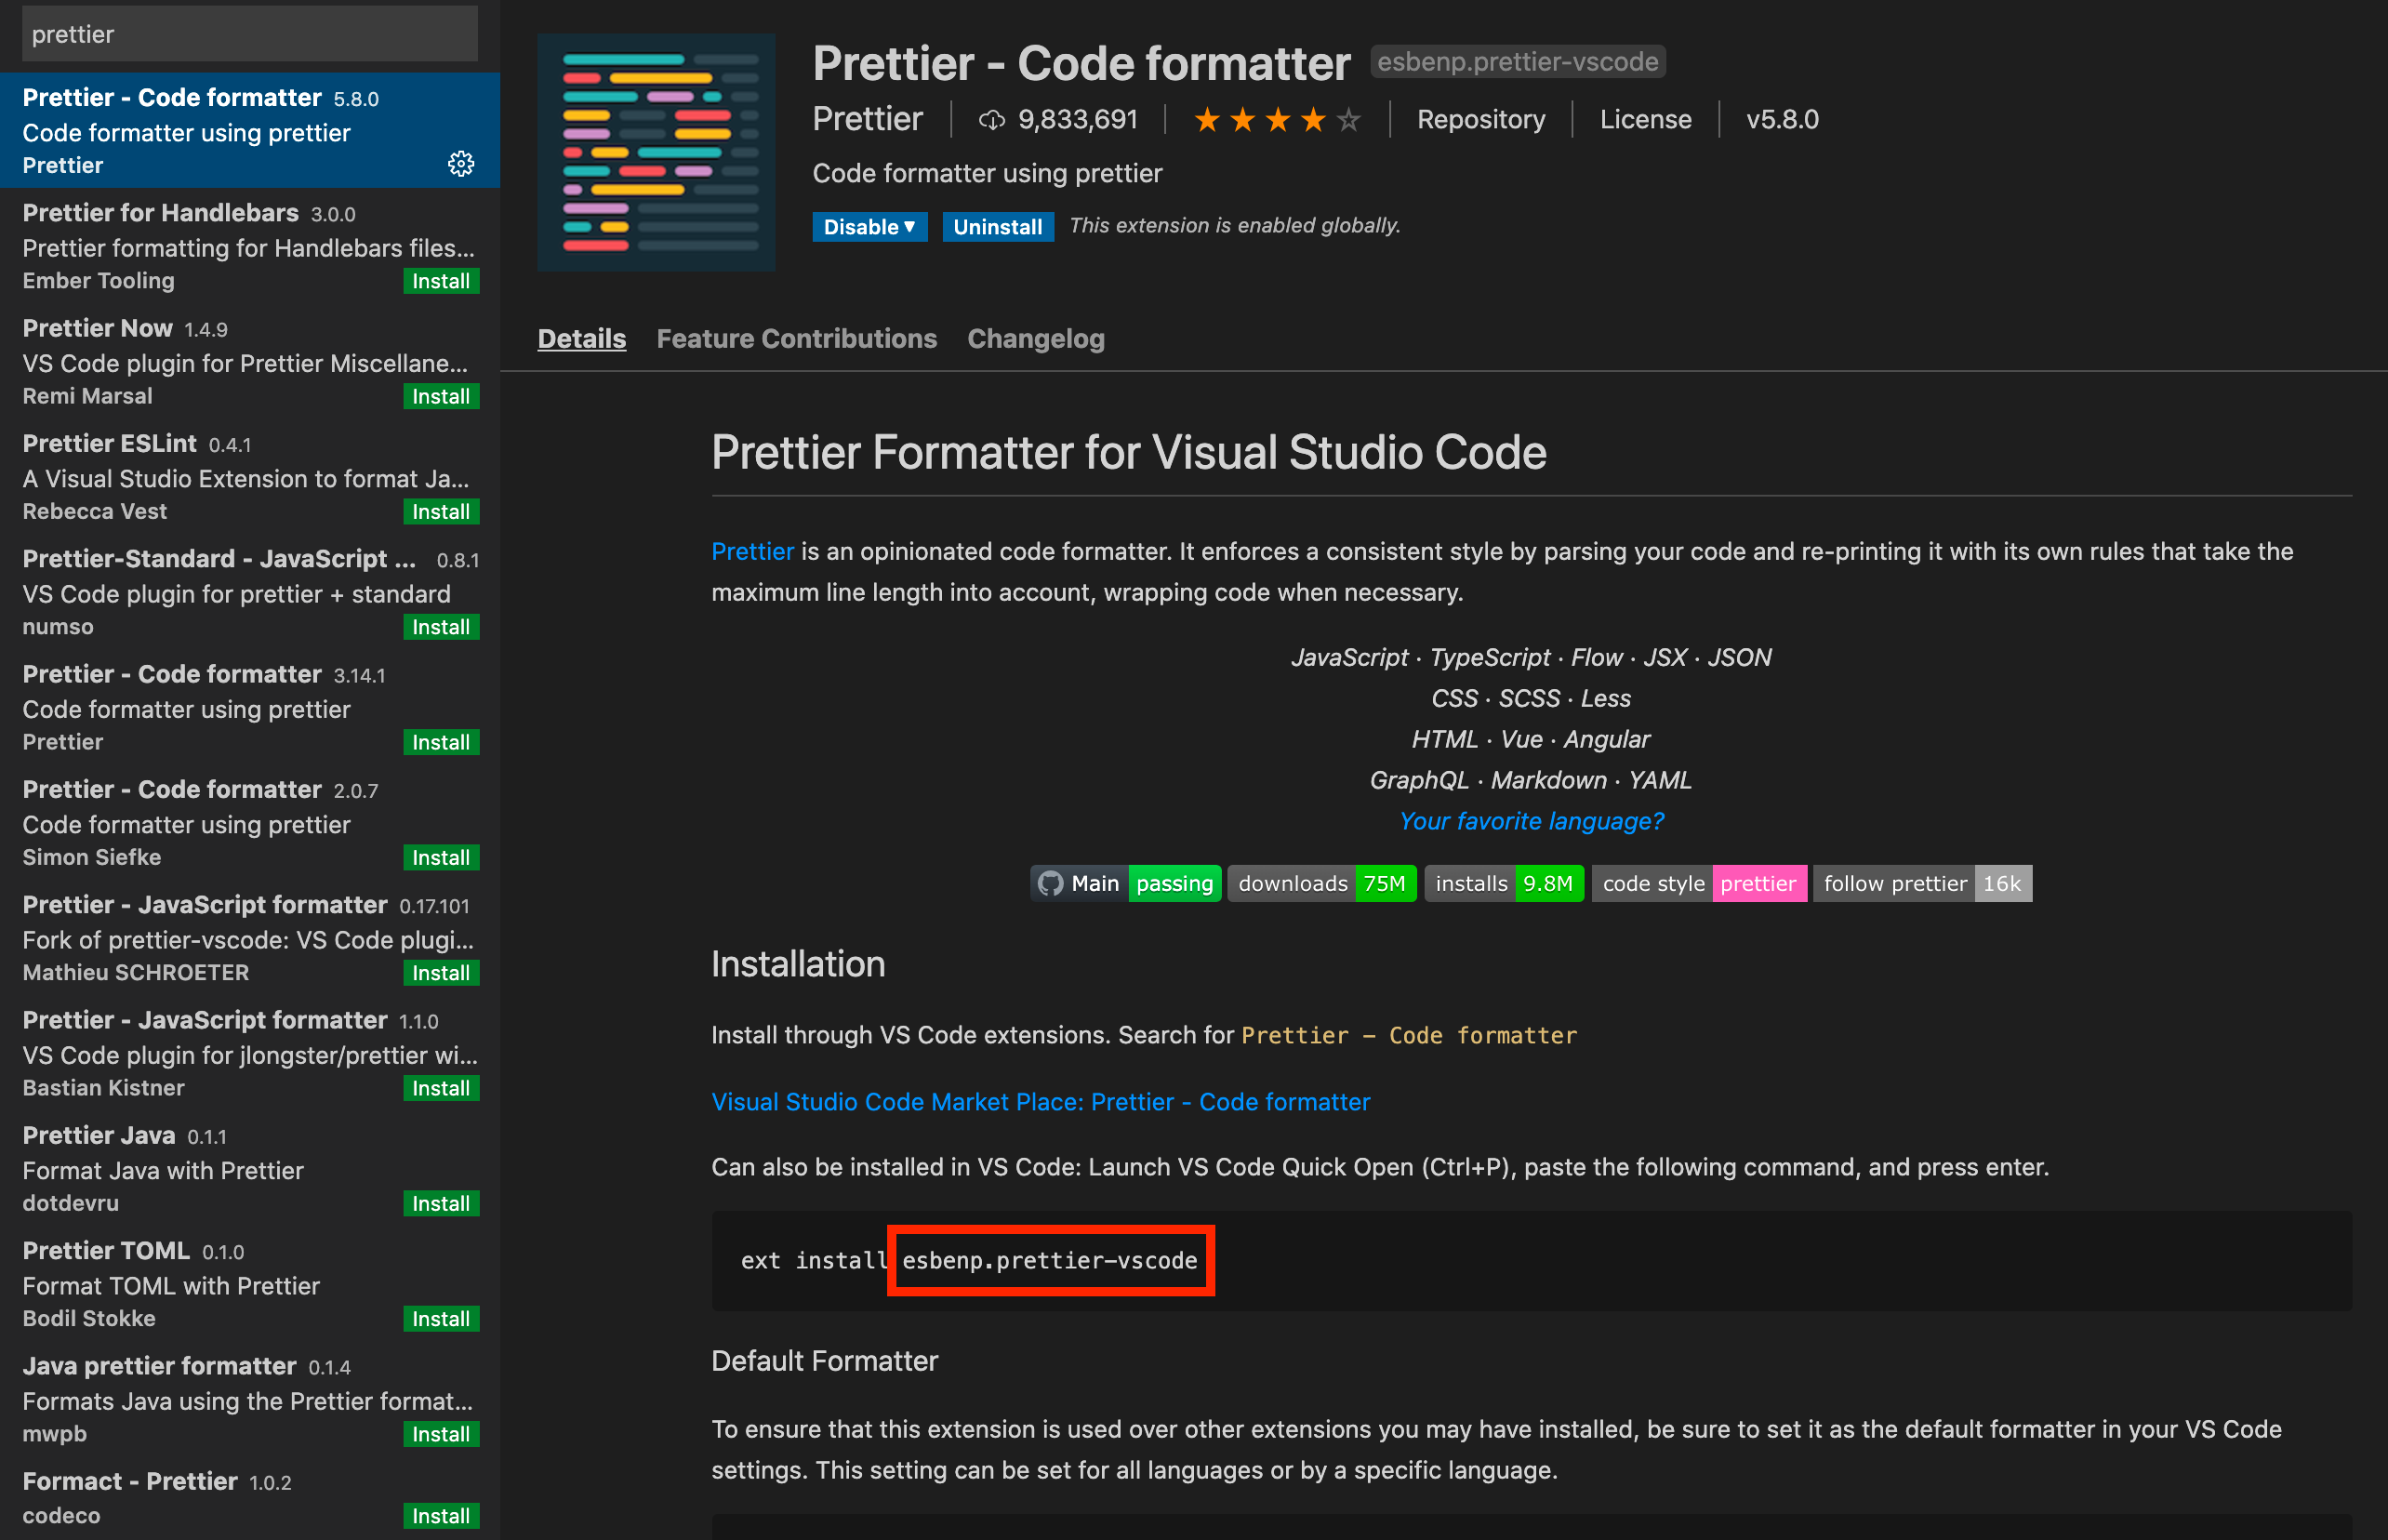 prettier
Prettier - Code formatter 5.8.0
Code formatter using prettier
Prettier
Prettier for Handlebars 3.0.0
Prettier formatting for Handlebars files...
Ember Tooling Install
Prettier Now 1.4.9
VS Code plugin for Prettier Miscellane...
Remi Marsal Install
Prettier ESLint 0.4.1
A Visual Studio Extension to format Ja...
Rebecca Vest Install
Prettier-Standard - JavaScript ... 0.8.1
VS Code plugin for prettier + standard
numso Install
Prettier - Code formatter 3.14.1
Code formatter using prettier
Prettier Install
Prettier - Code formatter 2.0.7
Code formatter using prettier
Simon Siefke Install
Prettier - JavaScript formatter 0.17.101
Fork of prettier-vscode: VS Code plugi...
Mathieu SCHROETER Install
Prettier - JavaScript formatter 1.1.0
VS Code plugin for jlongster/prettier wi...
Bastian Kistner Install
Prettier Java 0.1.1
Format Java with Prettier
dotdevru Install
Prettier TOML 0.1.0
Format TOML with Prettier
Bodil Stokke Install
Java prettier formatter 0.1.4
Formats Java using the Prettier format...
mwpb Install
Formact - Prettier 1.0.2
codeco Install
Prettier - Code formatter esbenp.prettier-vscode
Prettier 9,833,691 Repository License v5.8.0
Code formatter using prettier
Disable Uninstall This extension is enabled globally.
Details Feature Contributions Changelog
Prettier Formatter for Visual Studio Code
Prettier is an opinionated code formatter. It enforces a consistent style by parsing your code and re-printing it with its own rules that take the
maximum line length into account, wrapping code when necessary.
JavaScript · TypeScript · Flow · JSX · JSON
CSS · SCSS · Less
HTML · Vue · Angular
GraphQL · Markdown · YAML
Your favorite language?
Main passing downloads 75M installs 9.8M code style prettier follow prettier 16k
Installation
Install through VS Code extensions. Search for Prettier - Code formatter
Visual Studio Code Market Place: Prettier - Code formatter
Can also be installed in VS Code: Launch VS Code Quick Open (Ctrl+P), paste the following command, and press enter.
ext install esbenp.prettier-vscode
Default Formatter
To ensure that this extension is used over other extensions you may have installed, be sure to set it as the default formatter in your VS Code
settings. This setting can be set for all languages or by a specific language.